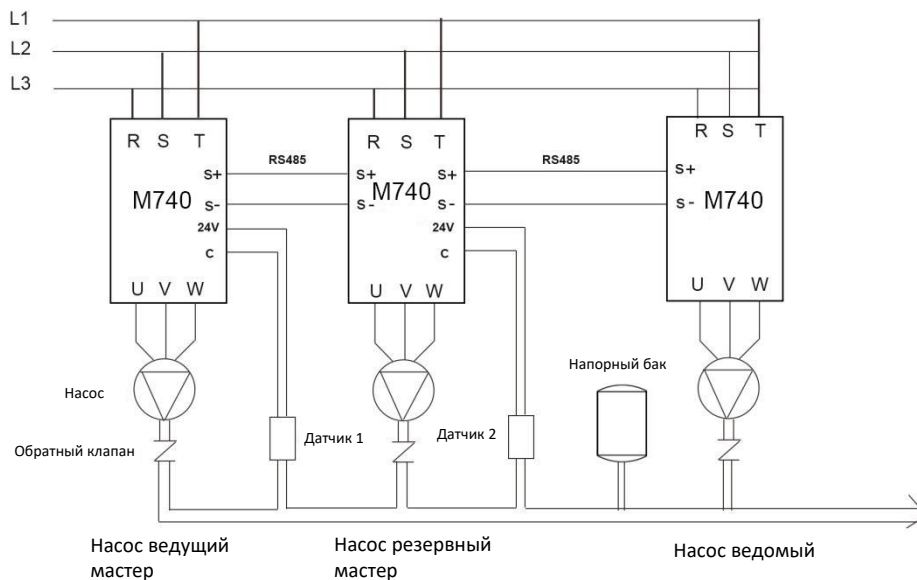 L1
L2
L3
R S T
R S T
R S T
RS485
RS485
S+
S+
S+
S+
M740
M740
M740
S-
S-
S-
S -
24V
24V
C
C
U V W
U V W
U V W
Насос
Напорный бак
Обратный клапан
Датчик 1
Датчик 2
Насос ведущий
мастер
Насос резервный
мастер
Насос ведомый